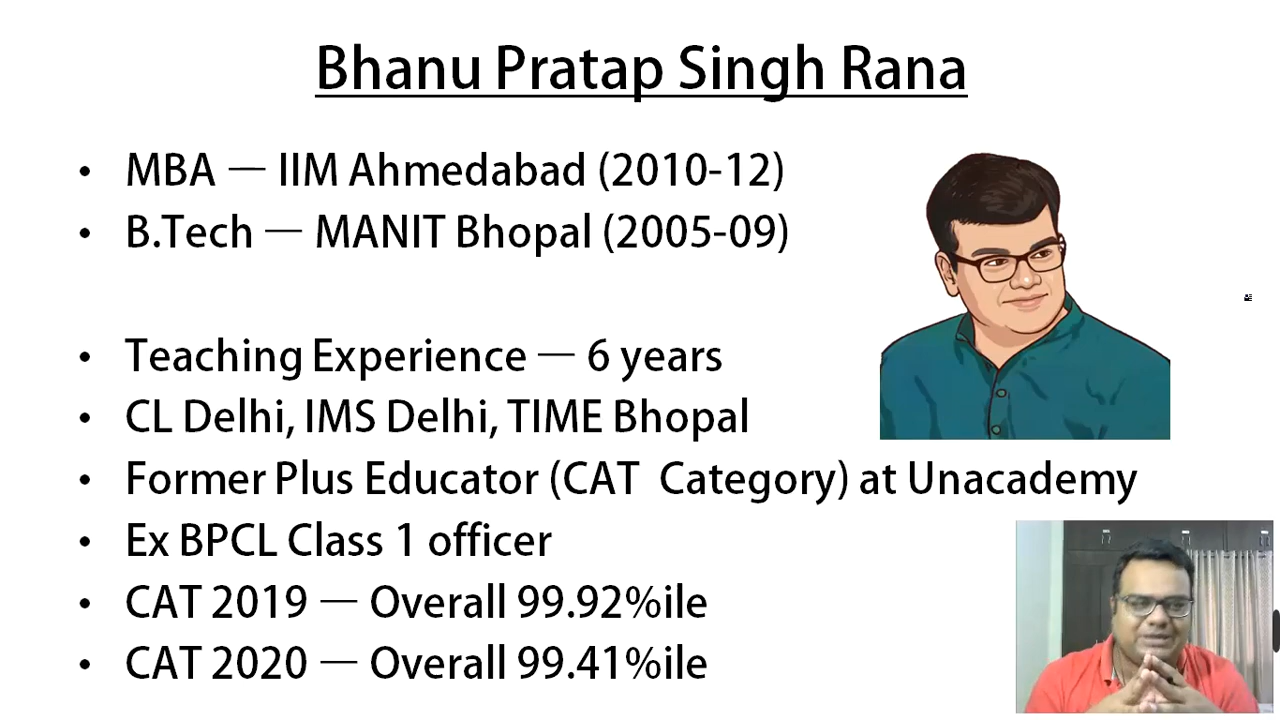 Bhanu Pratap Singh Rana
• MBA — IIM Ahmedabad (2010-12)
• B.Tech — MANIT Bhopal (2005-09)
• Teaching Experience — 6 years
• CL Delhi, IMS Delhi, TIME Bhopal
• Former Plus Educator (CAT  Category) at Unacademy
• Ex BPCL Class 1 officer
• CAT 2019 — Overall 99.92%ile
• CAT 2020 — Overall 99.41%ile